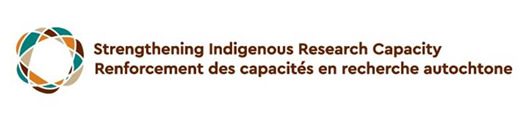 Strengthening Indigenous Research Capacity
Renforcement des capacités en recherche autochtone